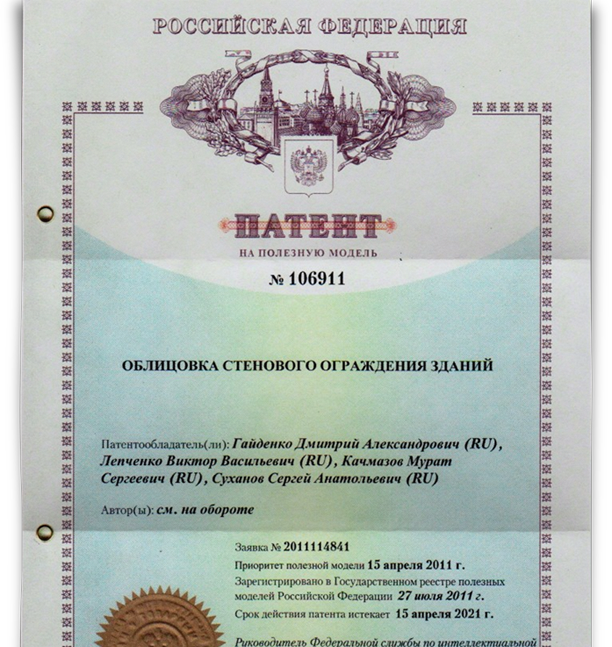 РОССИЙСКАЯ ФЕДЕРАЦИЯ
ПАТЕНТ
НА ПОЛЕЗНУЮ МОДЕЛЬ
№ 106911
ОБЛИЦОВКА СТЕНОВОГО ОГРАЖДЕНИЯ ЗДАНИЙ
Патентообладатель(ли): Гайденко Дмитрий Александрович (RU),
Лепченко Виктор Васильевич (RU), Качмазов Мурат
Сергеевич (RU), Суханов Сергей Анатольевич (RU)
Автор(ы): см. на обороте
Заявка № 2011114841
Приоритет полезной модели 15 апреля 2011 г.
Зарегистрировано в Государственном реестре полезных
моделей Российской Федерации 27 июля 2011 г.
Срок действия патента истекает 15 апреля 2021 г.
Руководитель Федеральной службы по интеллектуальной